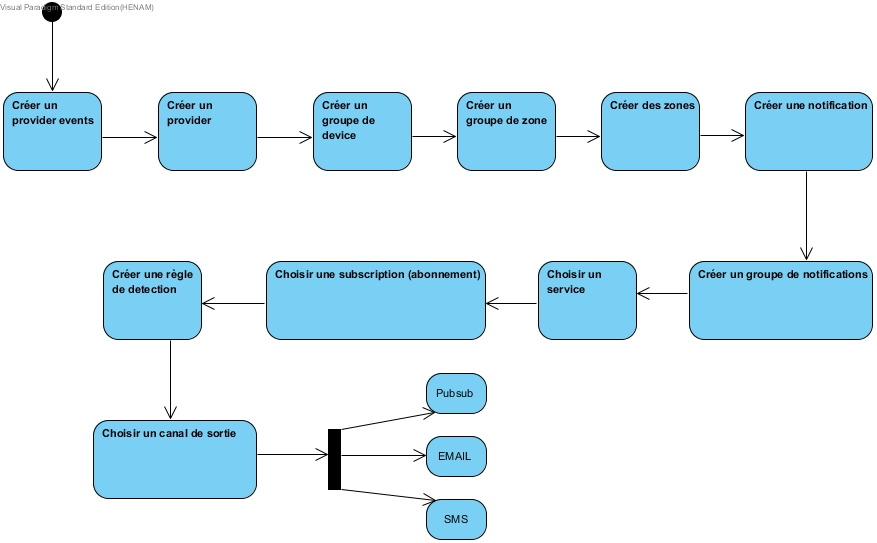 Visual Paradigm Standard Edition(HENAM)
Créer un
provider events
Créer un
provider
Créer un
groupe de
device
Créer un
groupe de zone
Créer des zones
Créer une notification
Créer une règle
de detection
Choisir une subscription (abonnement)
Choisir un
service
Créer un groupe de notifications
Choisir un canal de sortie
Pubsub
EMAIL
SMS